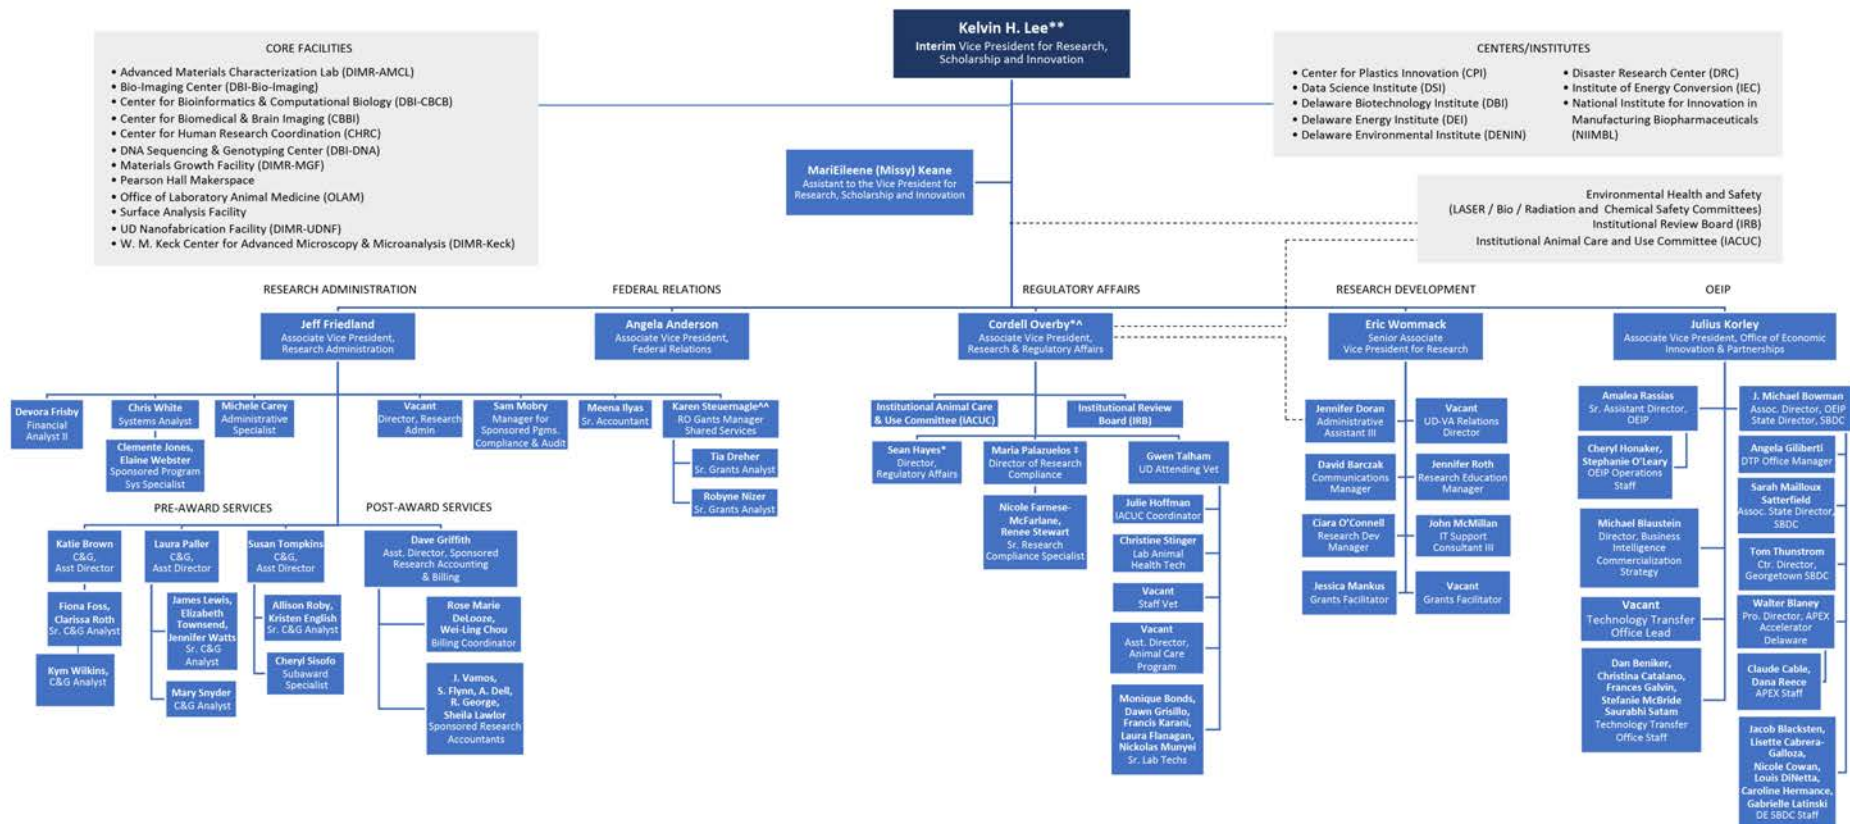 Kelvin H. Lee**
Interim Vice President for Research,
Scholarship and Innovation
CORE FACILITIES
• Advanced Materials Characterization Lab (DIMR-AMCL)
• Bio-Imaging Center (DBI-Bio-Imaging)
• Center for Bioinformatics & Computational Biology (DBI-CBCB)
• Center for Biomedical & Brain Imaging (CBBI)
• Center for Human Research Coordination (CHRC)
• DNA Sequencing & Genotyping Center (DBI-DNA)
• Materials Growth Facility (DIMR-MGF)
• Pearson Hall Makerspace
• Office of Laboratory Animal Medicine (OLAM)
• Surface Analysis Facility
• UD Nanofabrication Facility (DIMR-UDNF)
• W. M. Keck Center for Advanced Microscopy & Microanalysis (DIMR-Keck)
CENTERS/INSTITUTES
• Center for Plastics Innovation (CPI)
• Data Science Institute (DSI)
• Delaware Biotechnology Institute (DBI)
• Delaware Energy Institute (DEI)
• Delaware Environmental Institute (DENIN)
• Disaster Research Center (DRC)
• Institute of Energy Conversion (IEC)
• National Institute for Innovation in
Manufacturing Biopharmaceuticals
(NIIMBL)
MariEileene (Missy) Keane
Assistant to the Vice President for
Research, Scholarship and Innovation
Environmental Health and Safety
(LASER / Bio / Radiation and Chemical Safety Committees)
Institutional Review Board (IRB)
Institutional Animal Care and Use Committee (IACUC)
RESEARCH ADMINISTRATION
Jeff Friedland
Associate Vice President,
Research Administration
Devora Frisby
Financial
Analyst II
Chris White
Systems Analyst
Clemente Jones,
Elaine Webster
Sponsored Program
Sys Specialist
Michele Carey
Administrative
Specialist
Vacant
Director, Research
Admin
Sam Mobry
Manager for
Sponsored Pgms.
Compliance & Audit
Meena Ilyas
Sr. Accountant
Karen Steuernagle^^
RO Gants Manager
Shared Services
Tia Dreher
Sr. Grants Analyst
Robyne Nizer
Sr. Grants Analyst
PRE-AWARD SERVICES
Katie Brown
C&G,
Asst Director
Fiona Foss,
Clarissa Roth
Sr. C&G Analyst
Kym Wilkins,
C&G Analyst
Laura Paller
C&G,
Asst Director
James Lewis,
Elizabeth
Townsend,
Jennifer Watts
Sr. C&G
Analyst
Mary Snyder
C&G Analyst
Susan Tompkins
C&G,
Asst Director
Allison Roby,
Kristen English
Sr. C&G Analyst
Cheryl Sisofo
Subaward
Specialist
POST-AWARD SERVICES
Dave Griffith
Asst. Director, Sponsored
Research Accounting
& Billing
Rose Marie
DeLooze,
Wei-Ling Chou
Billing Coordinator
J. Vamos,
S. Flynn, A. Dell,
R. George,
Sheila Lawlor
Sponsored Research
Accountants
FEDERAL RELATIONS
Angela Anderson
Associate Vice President,
Federal Relations
REGULATORY AFFAIRS
Cordell Overby*^
Associate Vice President,
Research & Regulatory Affairs
Institutional Animal Care
& Use Committee (IACUC)
Institutional Review
Board (IRB)
Sean Hayes*
Director,
Regulatory Affairs
Maria Palazuelos ‡
Director of Research
Compliance
Nicole Farnese-
McFarlane,
Renee Stewart
Sr. Research
Compliance Specialist
Gwen Talham
UD Attending Vet
Julie Hoffman
IACUC Coordinator
Christine Stinger
Lab Animal
Health Tech
Vacant
Staff Vet
Vacant
Asst. Director,
Animal Care
Program
Monique Bonds,
Dawn Grisillo,
Francis Karani,
Laura Flanagan,
Nickolas Munyei
Sr. Lab Techs
RESEARCH DEVELOPMENT
Eric Wommack
Senior Associate
Vice President for Research
Jennifer Doran
Administrative
Assistant III
Vacant
UD-VA Relations
Director
David Barczak
Communications
Manager
Jennifer Roth
Research Education
Manager
Ciara O'Connell
Research Dev
Manager
John McMillan
IT Support
Consultant III
Jessica Mankus
Grants Facilitator
Vacant
Grants Facilitator
OEIP
Julius Korley
Associate Vice President, Office of Economic
Innovation & Partnerships
Amalea Rassias
Sr. Assistant Director,
OEIP
Cheryl Honaker,
Stephanie O'Leary
OEIP Operations
Staff
Michael Blaustein
Director, Business
Intelligence
Commercialization
Strategy
Vacant
Technology Transfer
Office Lead
Dan Beniker,
Christina Catalano,
Frances Galvin,
Stefanie McBride
Saurabhi Satam
Technology Transfer
Office Staff
J. Michael Bowman
Assoc. Director, OEIP
State Director, SBDC
Angela Giliberti
DTP Office Manager
Sarah Mailloux
Satterfield
Assoc. State Director,
SBDC
Tom Thunstrom
Ctr. Director,
Georgetown SBDC
Walter Blaney
Pro. Director, APEX
Accelerator
Delaware
Claude Cable,
Dana Reece
APEX Staff
Jacob Blacksten,
Lisette Cabrera-
Galloza,
Nicole Cowan,
Louis DiNetta,
Caroline Hermance,
Gabrielle Latinski
DE SBDC Staff